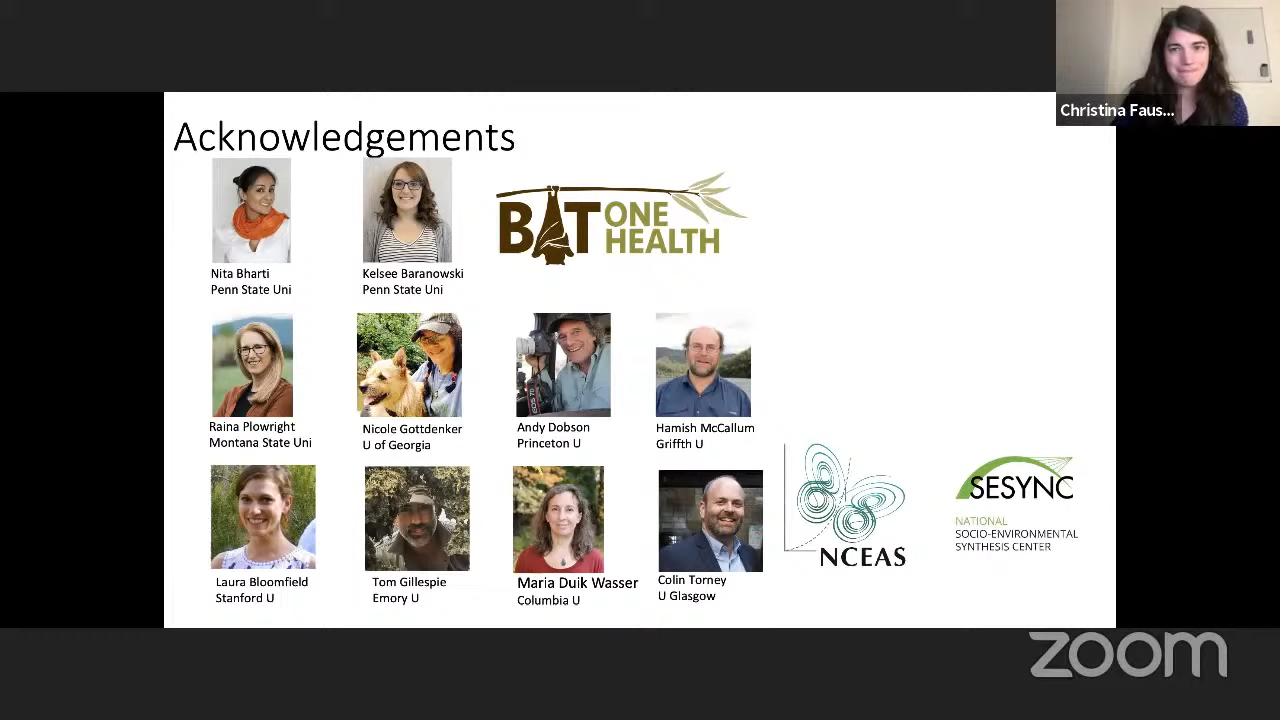 Christina Faus...
Acknowledgements
BAT ONE HEALTH
Nita Bharti
Penn State Uni
Kelsee Baranowski
Penn State Uni
Raina Plowright
Montana State Uni
Nicole Gottdenker
U of Georgia
Andy Dobson
Princeton U
Hamish McCallum
Griffth U
Laura Bloomfield
Stanford U
Tom Gillespie
Emory U
Maria Duik Wasser
Columbia U
Colin Torney
U Glasgow
NCEAS
SESYNC
NATIONAL
SOCIO-ENVIRONMENTAL
SYNTHESIS CENTER
zoom